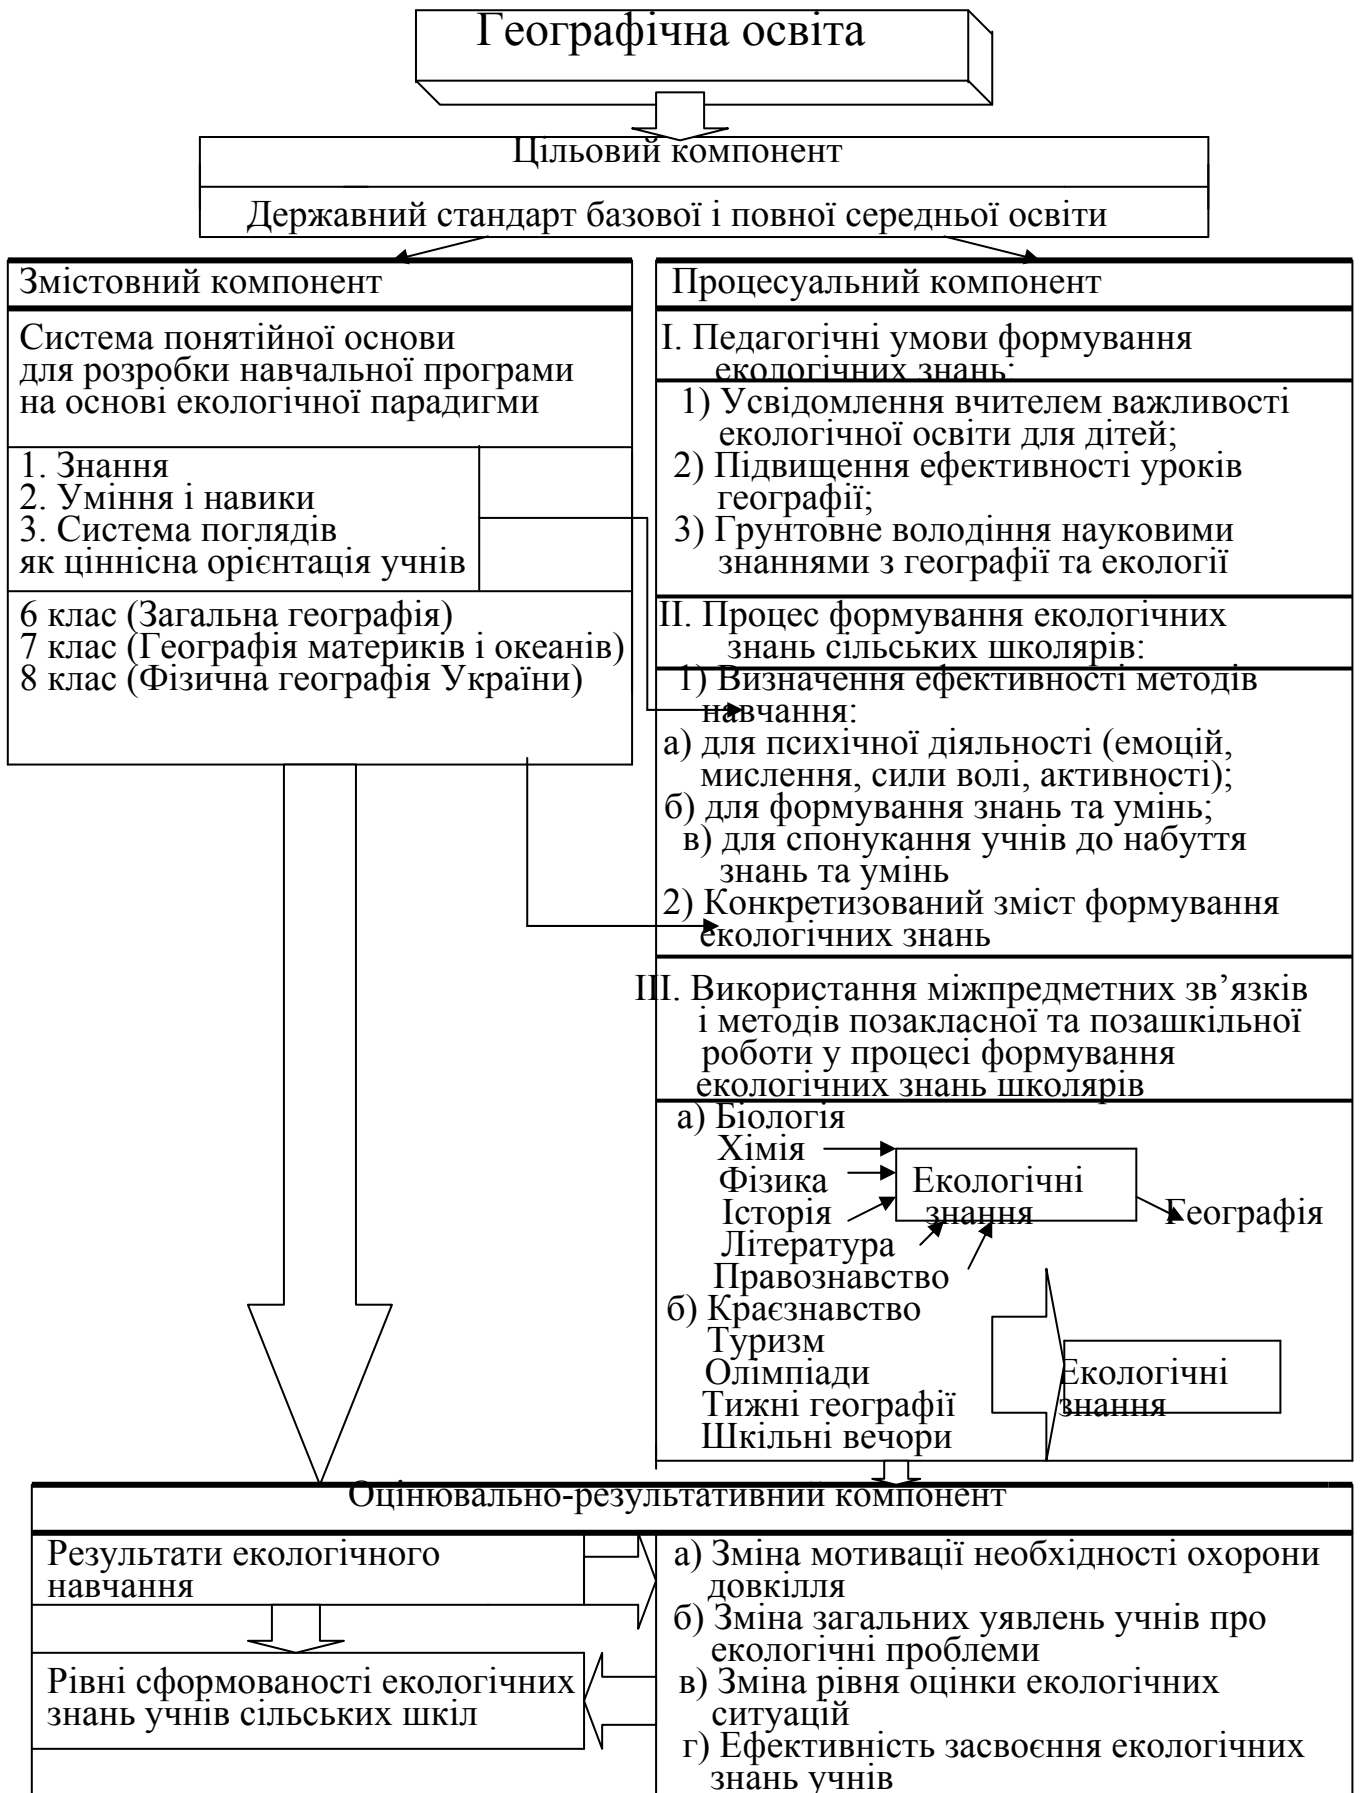 Географічна освіта
Цільовий компонент
Державний стандарт базової і повної середньої освіти
Змістовний компонент
Система понятійної основи
для розробки навчальної програми
на основі екологічної парадигми
1. Знання
2. Уміння і навики
3. Система поглядів
як ціннісна орієнтація учнів
6 клас (Загальна географія)
7 клас (Географія материків і океанів)
8 клас (Фізична географія України)
Процесуальний компонент
І. Педагогічні умови формування
екологічних знань:
1) Усвідомлення вчителем важливості
екологічної освіти для дітей;
2) Підвищення ефективності уроків
географії;
3) Грунтовне володіння науковими
знаннями з географії та екології
ІІ. Процес формування екологічних
знань сільських школярів:
1) Визначення ефективності методів
навчання:
а) для психічної діяльності (емоцій,
мислення, сили волі, активності);
б) для формування знань та умінь;
в) для спонукання учнів до набуття
знань та умінь
2) Конкретизований зміст формування
екологічних знань
ІІІ. Використання міжпредметних зв’язків
і методів позакласної та позашкільної
роботи у процесі формування
екологічних знань школярів
а) Біологія
Хімія
Фізика
Історія
Література
Правознавство
Екологічні
знання
Географія
б) Краєзнавство
Туризм
Олімпіади
Тижні географії
Шкільні вечори
Екологічні
знання
Оцінювально-результативний компонент
Результати екологічного
навчання
Рівні сформованості екологічних
знань учнів сільських шкіл
а) Зміна мотивації необхідності охорони
довкілля
б) Зміна загальних уявлень учнів про
екологічні проблеми
в) Зміна рівня оцінки екологічних
ситуацій
г) Ефективність засвоєння екологічних
знань учнів